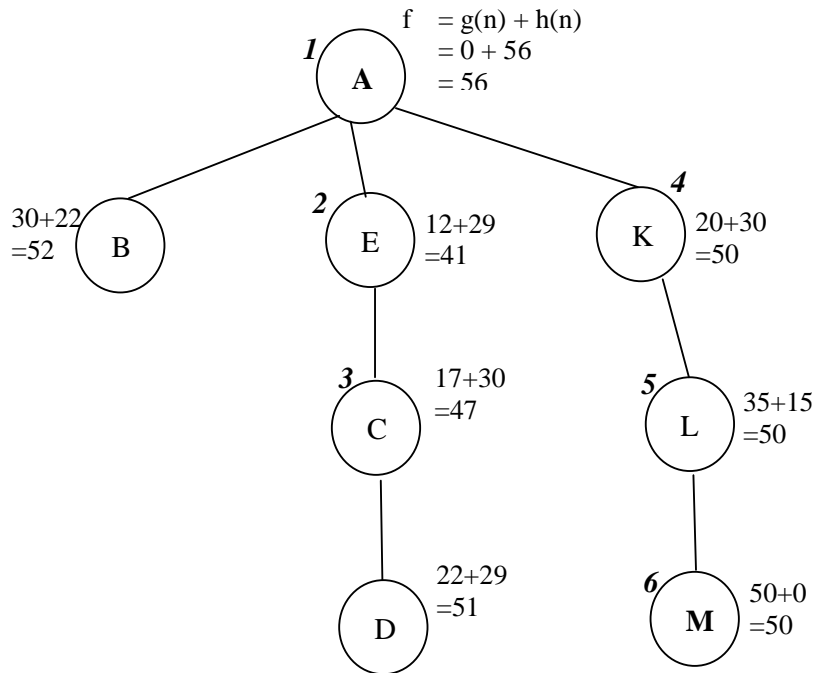 f = g(n) + h(n)
= 0 + 56
= 56
1
A
30+22
=52
B
2
E
12+29
=41
4
K
20+30
=50
3
C
17+30
=47
5
L
35+15
=50
D
22+29
=51
6
M
50+0
=50